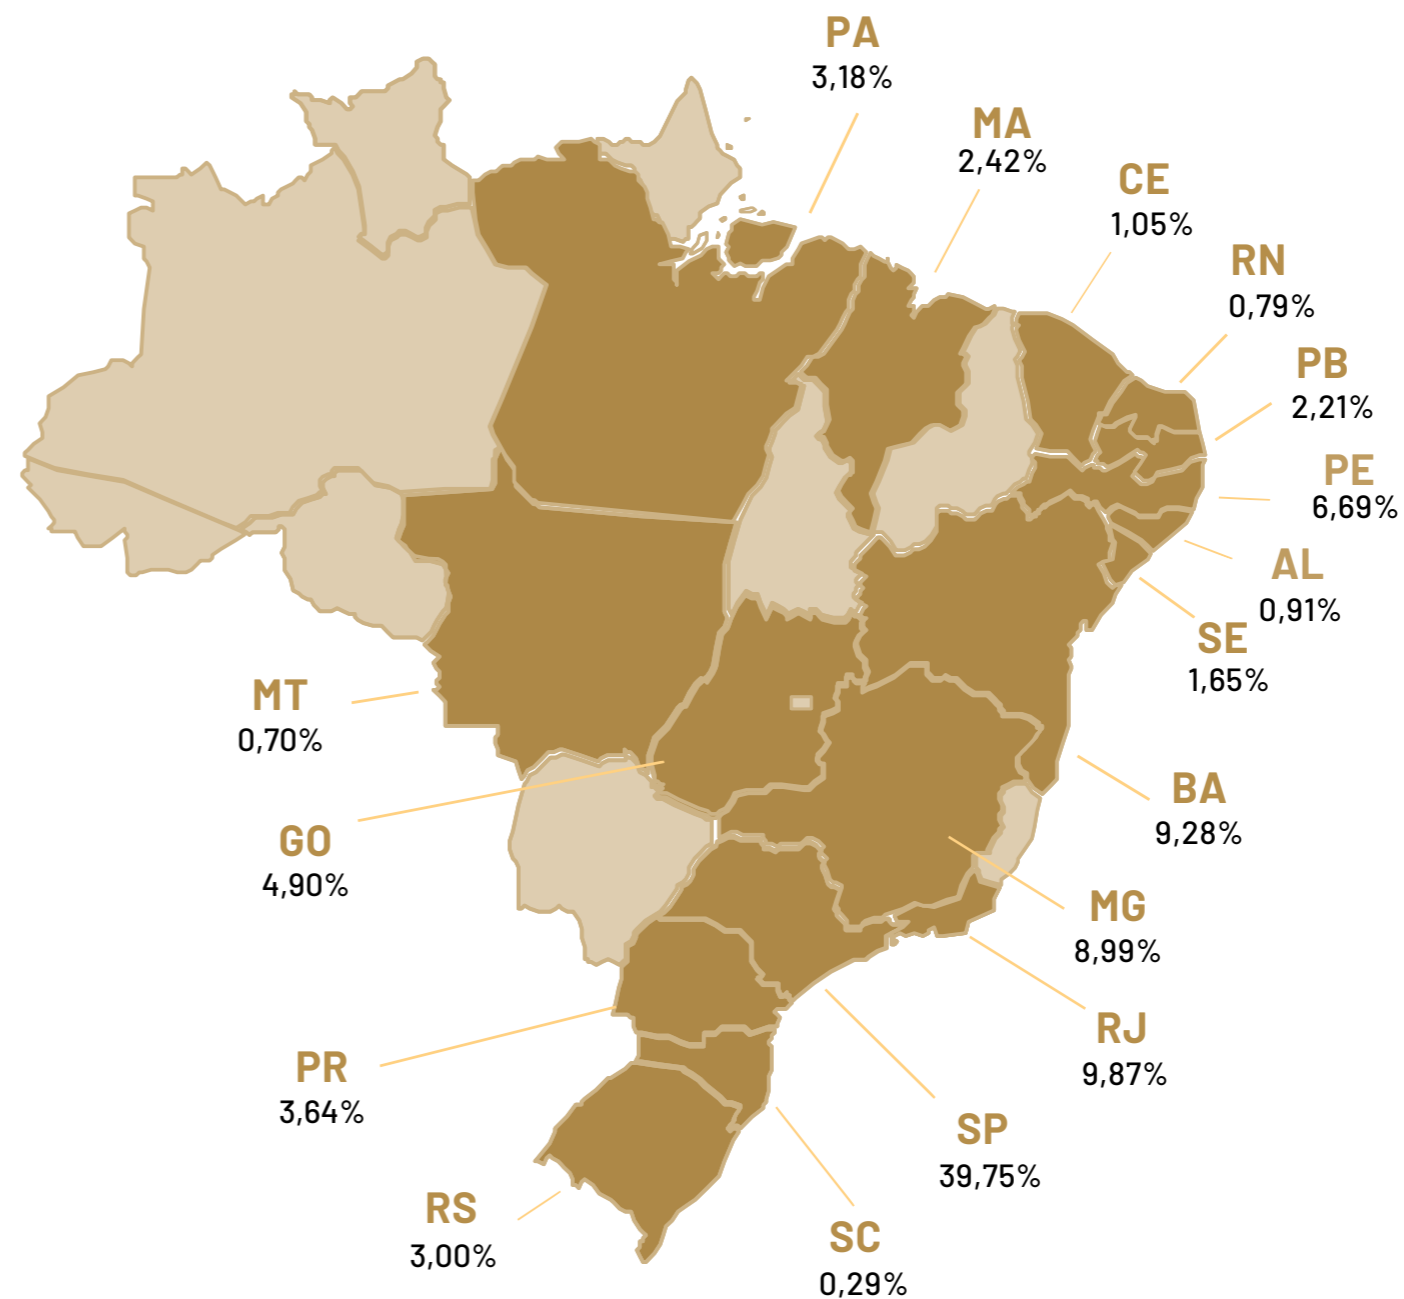 PA
3,18%
MA
2,42%
CE
1,05%
RN
0,79%
PB
2,21%
PE
6,69%
AL
0,91%
SE
1,65%
MT
0,70%
BA
9,28%
GO
4,90%
MG
8,99%
RJ
9,87%
PR
3,64%
SP
39,75%
RS
3,00%
SC
0,29%